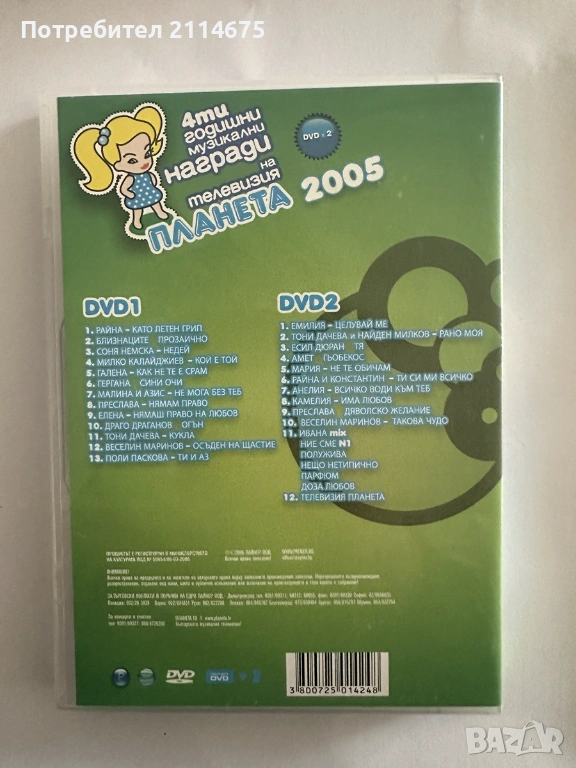 Потребител 2114675
4ти
годишни
музикални
награди
на
телевизия
ПЛАНЕТА 2005
DVD 2
DVD1
1. РАЙНА – КАТО ЛЕТЕН ГРИП
2. БЛИЗНАЦИТЕ ПРОЗАИЧНО
3. СОНЯ НЕМСКА – НЕДЕЙ
4. МИЛКО КАЛАЙДЖИЕВ – КОЙ Е ТОЙ
5. ГАЛЕНА – КАК НЕ ТЕ Е СРАМ
6. ГЕРГАНА СИНИ ОЧИ
7. МАЛИНА И АЗИС – НЕ МОГА БЕЗ ТЕБ
8. ПРЕСЛАВА – НЯМАМ ПРАВО
9. ЕЛЕНА – НЯМАШ ПРАВО НА ЛЮБОВ
10. ДРАГО ДРАГАНОВ ОГЪН
11. ТОНИ ДАЧЕВА – КУКЛА
12. ВЕСЕЛИН МАРИНОВ – ОСЪДЕН НА ЩАСТИЕ
13. ПОЛИ ПАСКОВА – ТИ И АЗ
DVD2
1. ЕМИЛИЯ – ЦЕЛУВАЙ МЕ
2. ТОНИ ДАЧЕВА и НАЙДЕН МИЛКОВ – РАНО МОЯ
3. ЕСИЛ ДЮРАН ТЯ
4. АМЕТ ГЬОБЕКОС
5. МАРИЯ – НЕ ТЕ ОБИЧАМ
6. РАЙНА И КОНСТАНТИН – ТИ СИ МИ ВСИЧКО
7. АНЕЛИЯ – ВСИЧКО ВОДИ КЪМ ТЕБ
8. КАМЕЛИЯ – ИМА ЛЮБОВ
9. ПРЕСЛАВА ДЯВОЛСКО ЖЕЛАНИЕ
10. ВЕСЕЛИН МАРИНОВ – ТАКОВА ЧУДО
11. ИВАНА mix
НИЕ СМЕ N1
ПОЛУЖИВА
НЕЩО НЕТИПИЧНО
ПАРФЮМ
ДОЗА ЛЮБОВ
12. ТЕЛЕВИЗИЯ ПЛАНЕТА
ПРОДУКТЪТ Е РЕГИСТРИРАН В МИНИСТЕРСТВОТО
ВНИМАНИЕ!
DVD
DVD
3 800725 014248
BAZAR